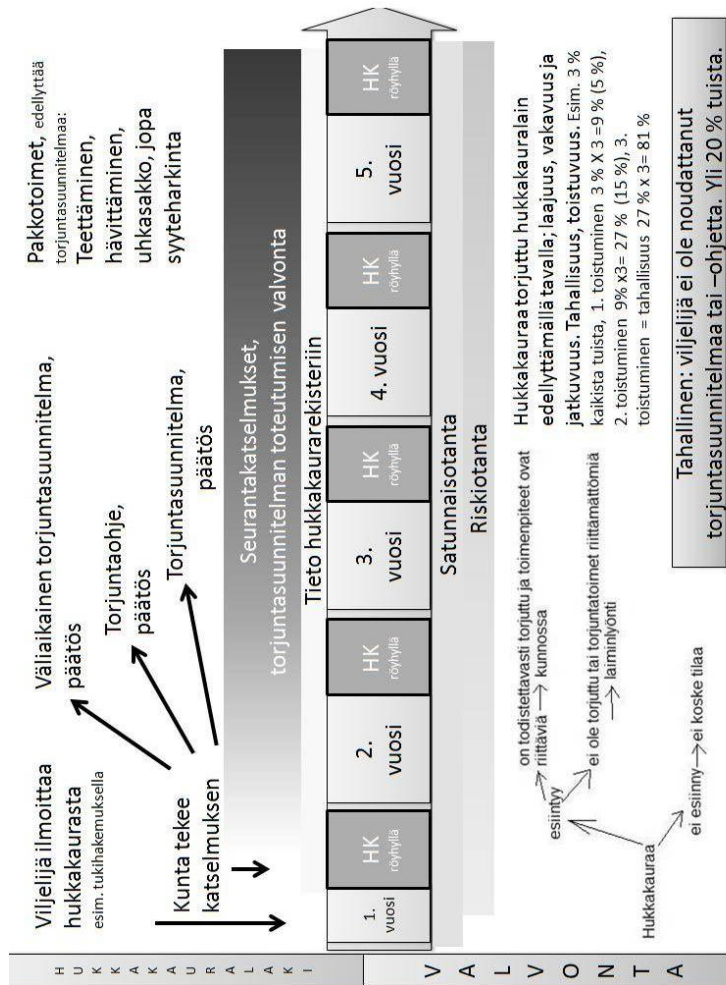 HUKKAKAURALAKI
Viljelijä ilmoittaa
hukkakaurasta
esim. tukihakemuksella
Kunta tekee
katselmuksen
Väliaikainen torjuntasuunnitelma,
päätös
Torjuntaohje,
päätös
Torjuntasuunnitelma,
päätös
Pakkotoimet, edellyttää
torjuntasuunnitelmaa:
Teettäminen,
hävittäminen,
uhkasakko, jopa
syyteharkinta
Seurantakatselmukset,
torjuntasuunnitelman toteutumisen valvonta
Tieto hukkakaurarekisteriin
1.
vuosi
HK
röyhyllä
2.
vuosi
HK
röyhyllä
3.
vuosi
HK
röyhyllä
4. vuosi
HK
röyhyllä
5.
vuosi
HK
röyhyllä
Satunnaisotanta
Riskiotanta
VALVONTA
Hukkakauraa
esiintyy
on todistettavasti torjuttu ja toimenpiteet ovat
riittäviä
kunnossa
ei ole torjuttu tai torjuntatoimet riittämättömiä
laiminlyönti
ei esiinny
ei koske tilaa
Hukkakauraa torjuttu hukkakauralain
edellyttämällä tavalla; laajuus, vakavuus ja
jatkuvuus. Tahallisuus, toistuvuus. Esim. 3 %
kaikista tuista, 1. toistuminen 3 % X 3 =9 % (5 %),
2. toistuminen 9% x3= 27 % (15 %), 3.
toistuminen = tahallisuus 27 % x 3= 81 %
Tahallinen: viljelijä ei ole noudattanut
torjuntasuunnitelmaa tai –ohjetta. Yli 20 % tuista.